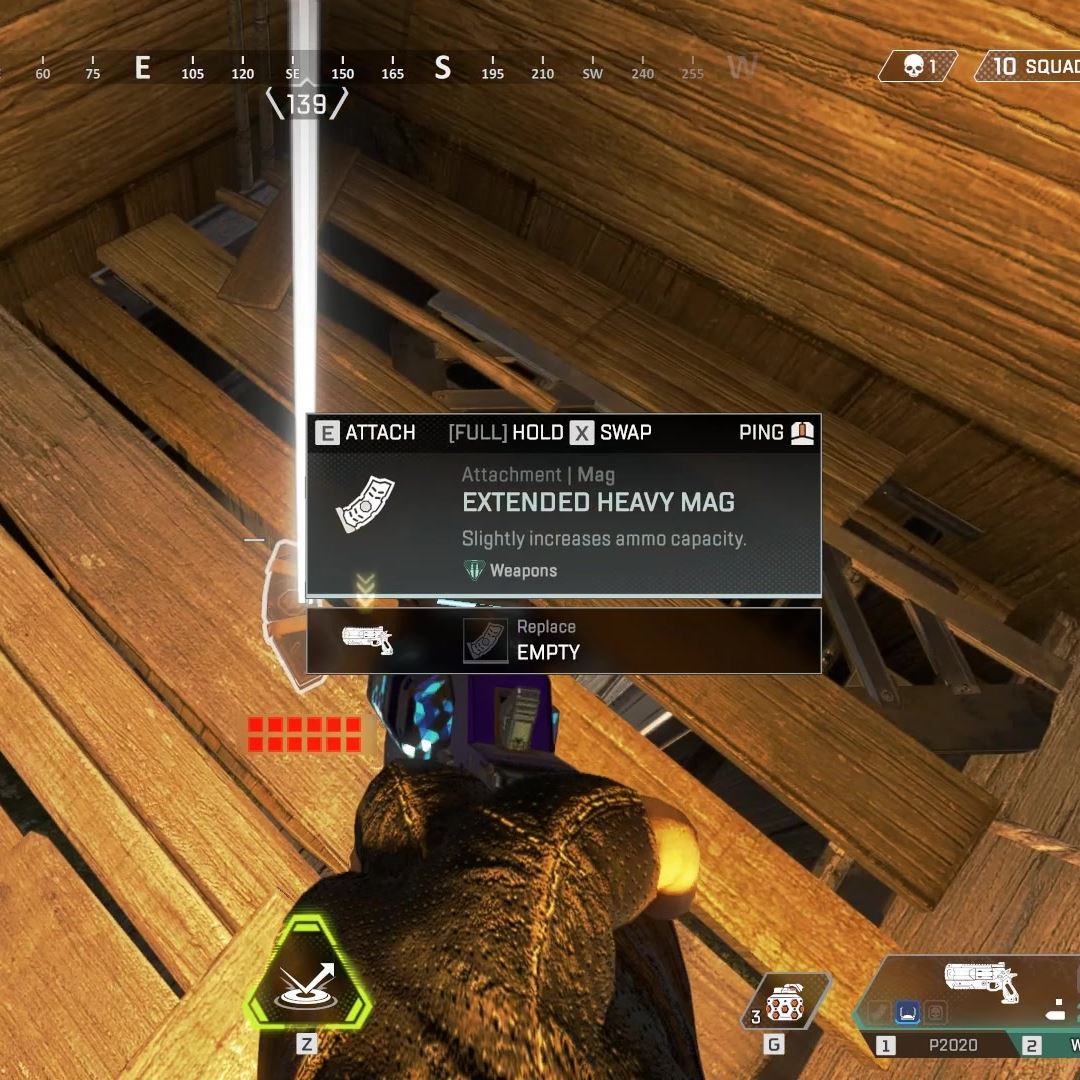 60 75 E 105 120 SE 150 165 S 195 210 SW 240 255 W
139
1
10 SQUAD
E ATTACH [FULL] HOLD X SWAP PING
Attachment | Mag
EXTENDED HEAVY MAG
Slightly increases ammo capacity.
Weapons
Replace
EMPTY
3
Z
G
1 P2020 2 W